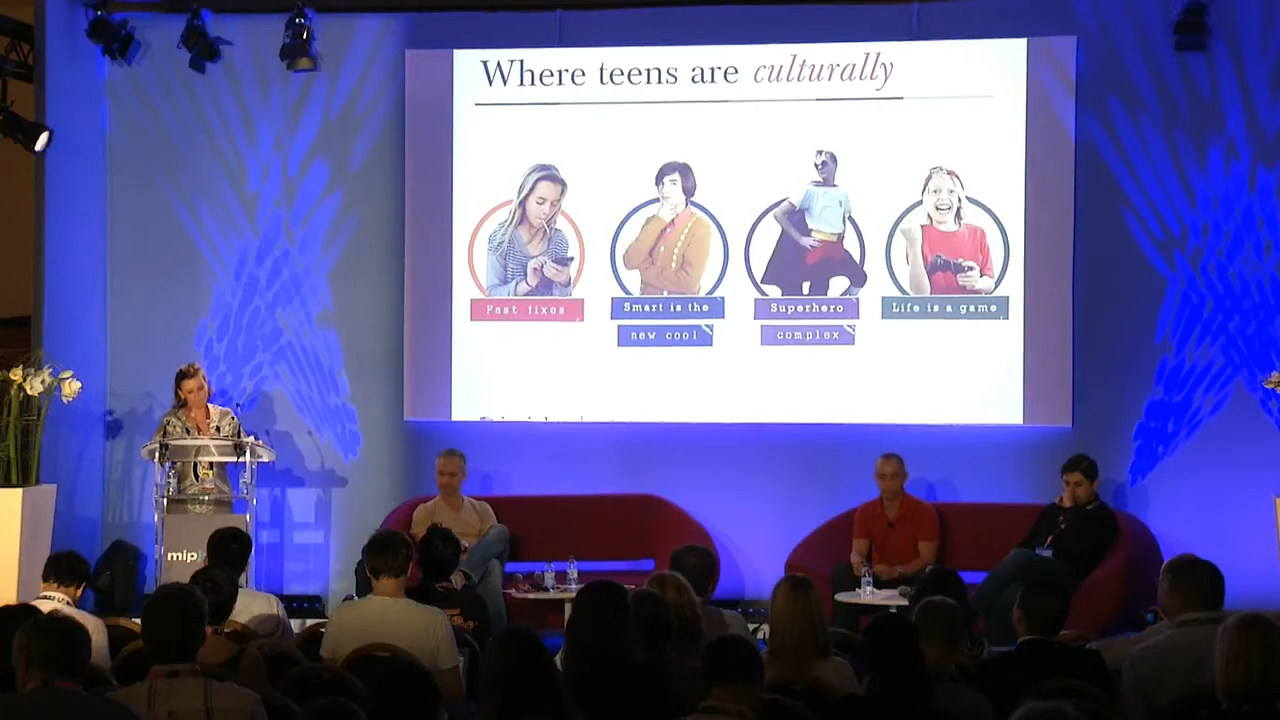 Where teens are culturally
Fast fixes
Smart is the
new cool
Superhero
complex
Life is a game
mip